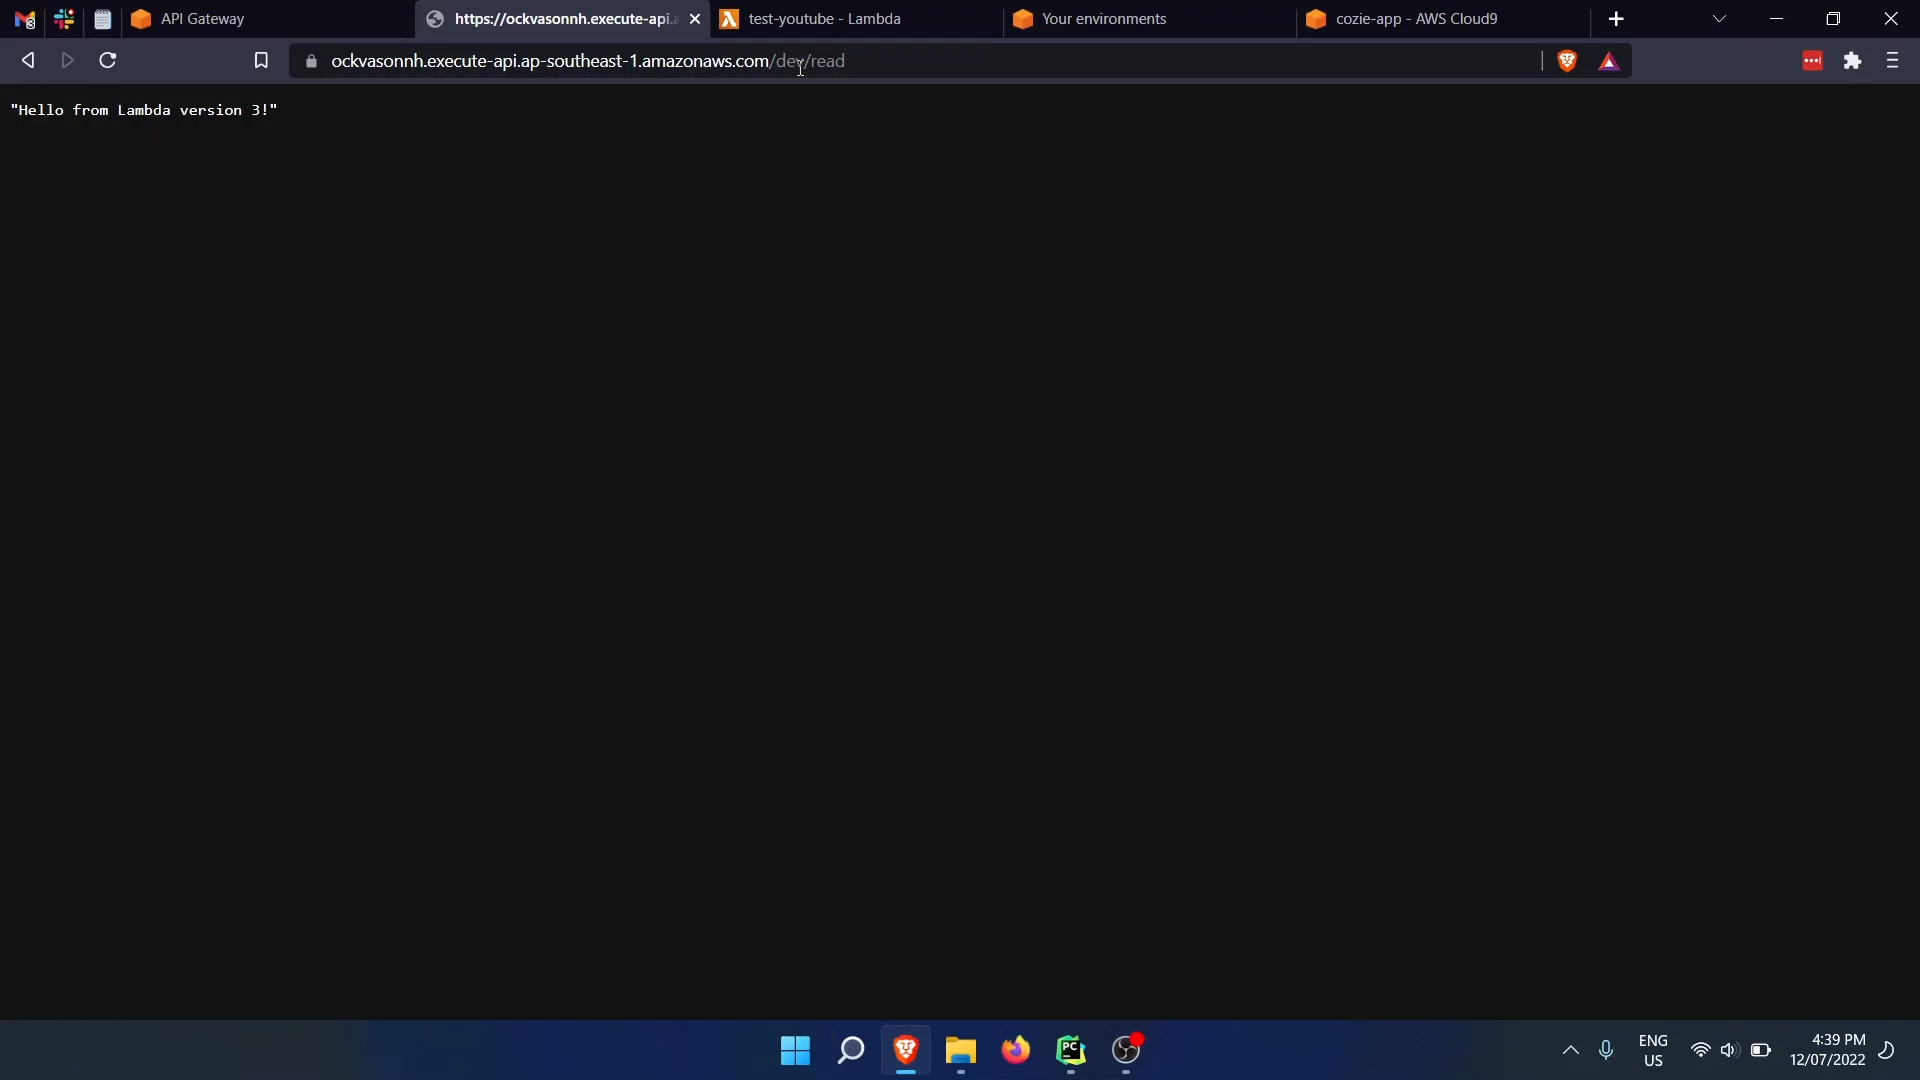 API Gateway
https://ockvasonnh.execute-api.a
test-youtube - Lambda
Your environments
cozie-app - AWS Cloud9
ockvasonnh.execute-api.ap-southeast-1.amazonaws.com/dev/read
"Hello from Lambda version 3!"
PC
ENG
US
4:39 PM
12/07/2022